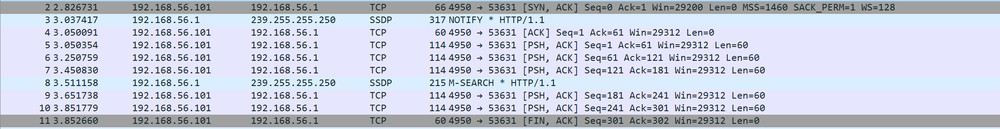 2 2.826731 192.168.56.101 192.168.56.1 TCP 66 4950 → 53631 [SYN, ACK] Seq=0 Ack=1 Win=29200 Len=0 MSS=1460 SACK_PERM=1 WS=128
3 3.037417 192.168.56.1 239.255.255.250 SSDP 317 NOTIFY * HTTP/1.1
4 3.050091 192.168.56.101 192.168.56.1 TCP 60 4950 → 53631 [ACK] Seq=1 Ack=61 Win=29312 Len=0
5 3.050354 192.168.56.101 192.168.56.1 TCP 114 4950 → 53631 [PSH, ACK] Seq=1 Ack=61 Win=29312 Len=60
6 3.250759 192.168.56.101 192.168.56.1 TCP 114 4950 → 53631 [PSH, ACK] Seq=61 Ack=121 Win=29312 Len=60
7 3.450830 192.168.56.101 192.168.56.1 TCP 114 4950 → 53631 [PSH, ACK] Seq=121 Ack=181 Win=29312 Len=60
8 3.511158 192.168.56.1 239.255.255.250 SSDP 215 M-SEARCH * HTTP/1.1
9 3.651738 192.168.56.101 192.168.56.1 TCP 114 4950 → 53631 [PSH, ACK] Seq=181 Ack=241 Win=29312 Len=60
10 3.851779 192.168.56.101 192.168.56.1 TCP 114 4950 → 53631 [PSH, ACK] Seq=241 Ack=301 Win=29312 Len=60
11 3.852660 192.168.56.101 192.168.56.1 TCP 60 4950 → 53631 [FIN, ACK] Seq=301 Ack=302 Win=29312 Len=0